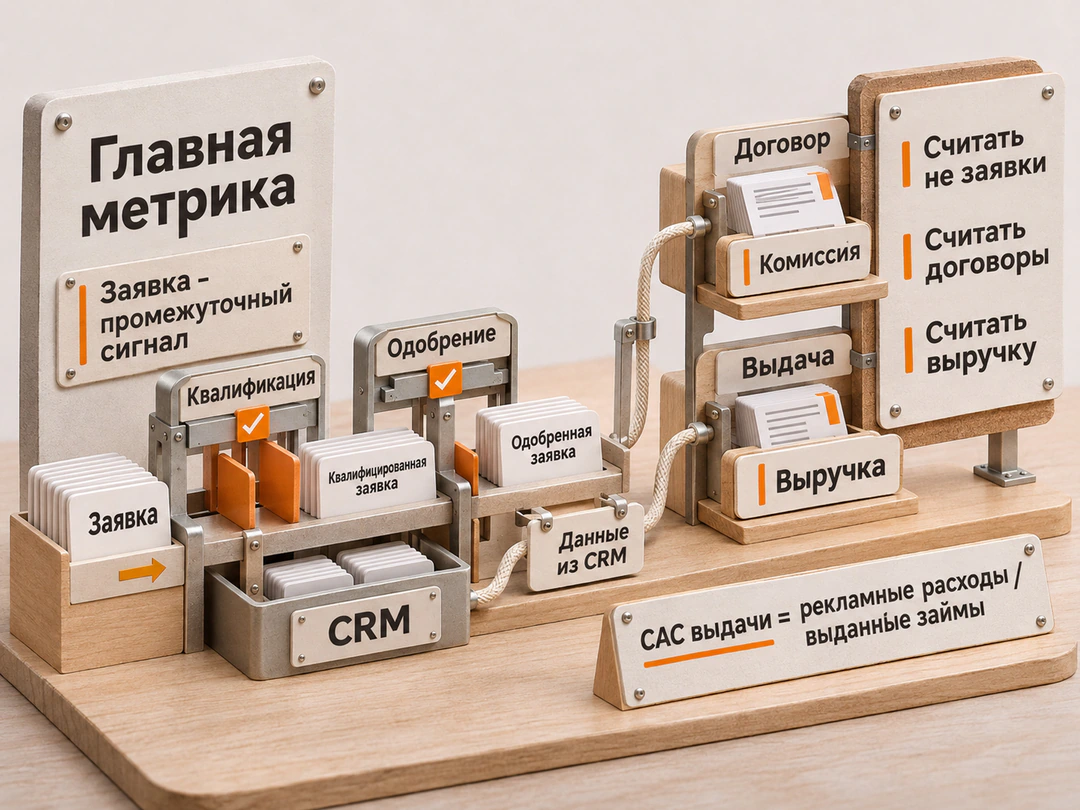 Главная
метрика
Заявка –
промежуточный
сигнал
Квалификация
Одобрение
Заявка
Квалифицированная
заявка
Одобренная
заявка
CRM
Данные
из CRM
Договор
Комиссия
Выдача
Выручка
Считать
не заявки
Считать
договоры
Считать
выручку
CAC выдачи = рекламные расходы /
выданные займы